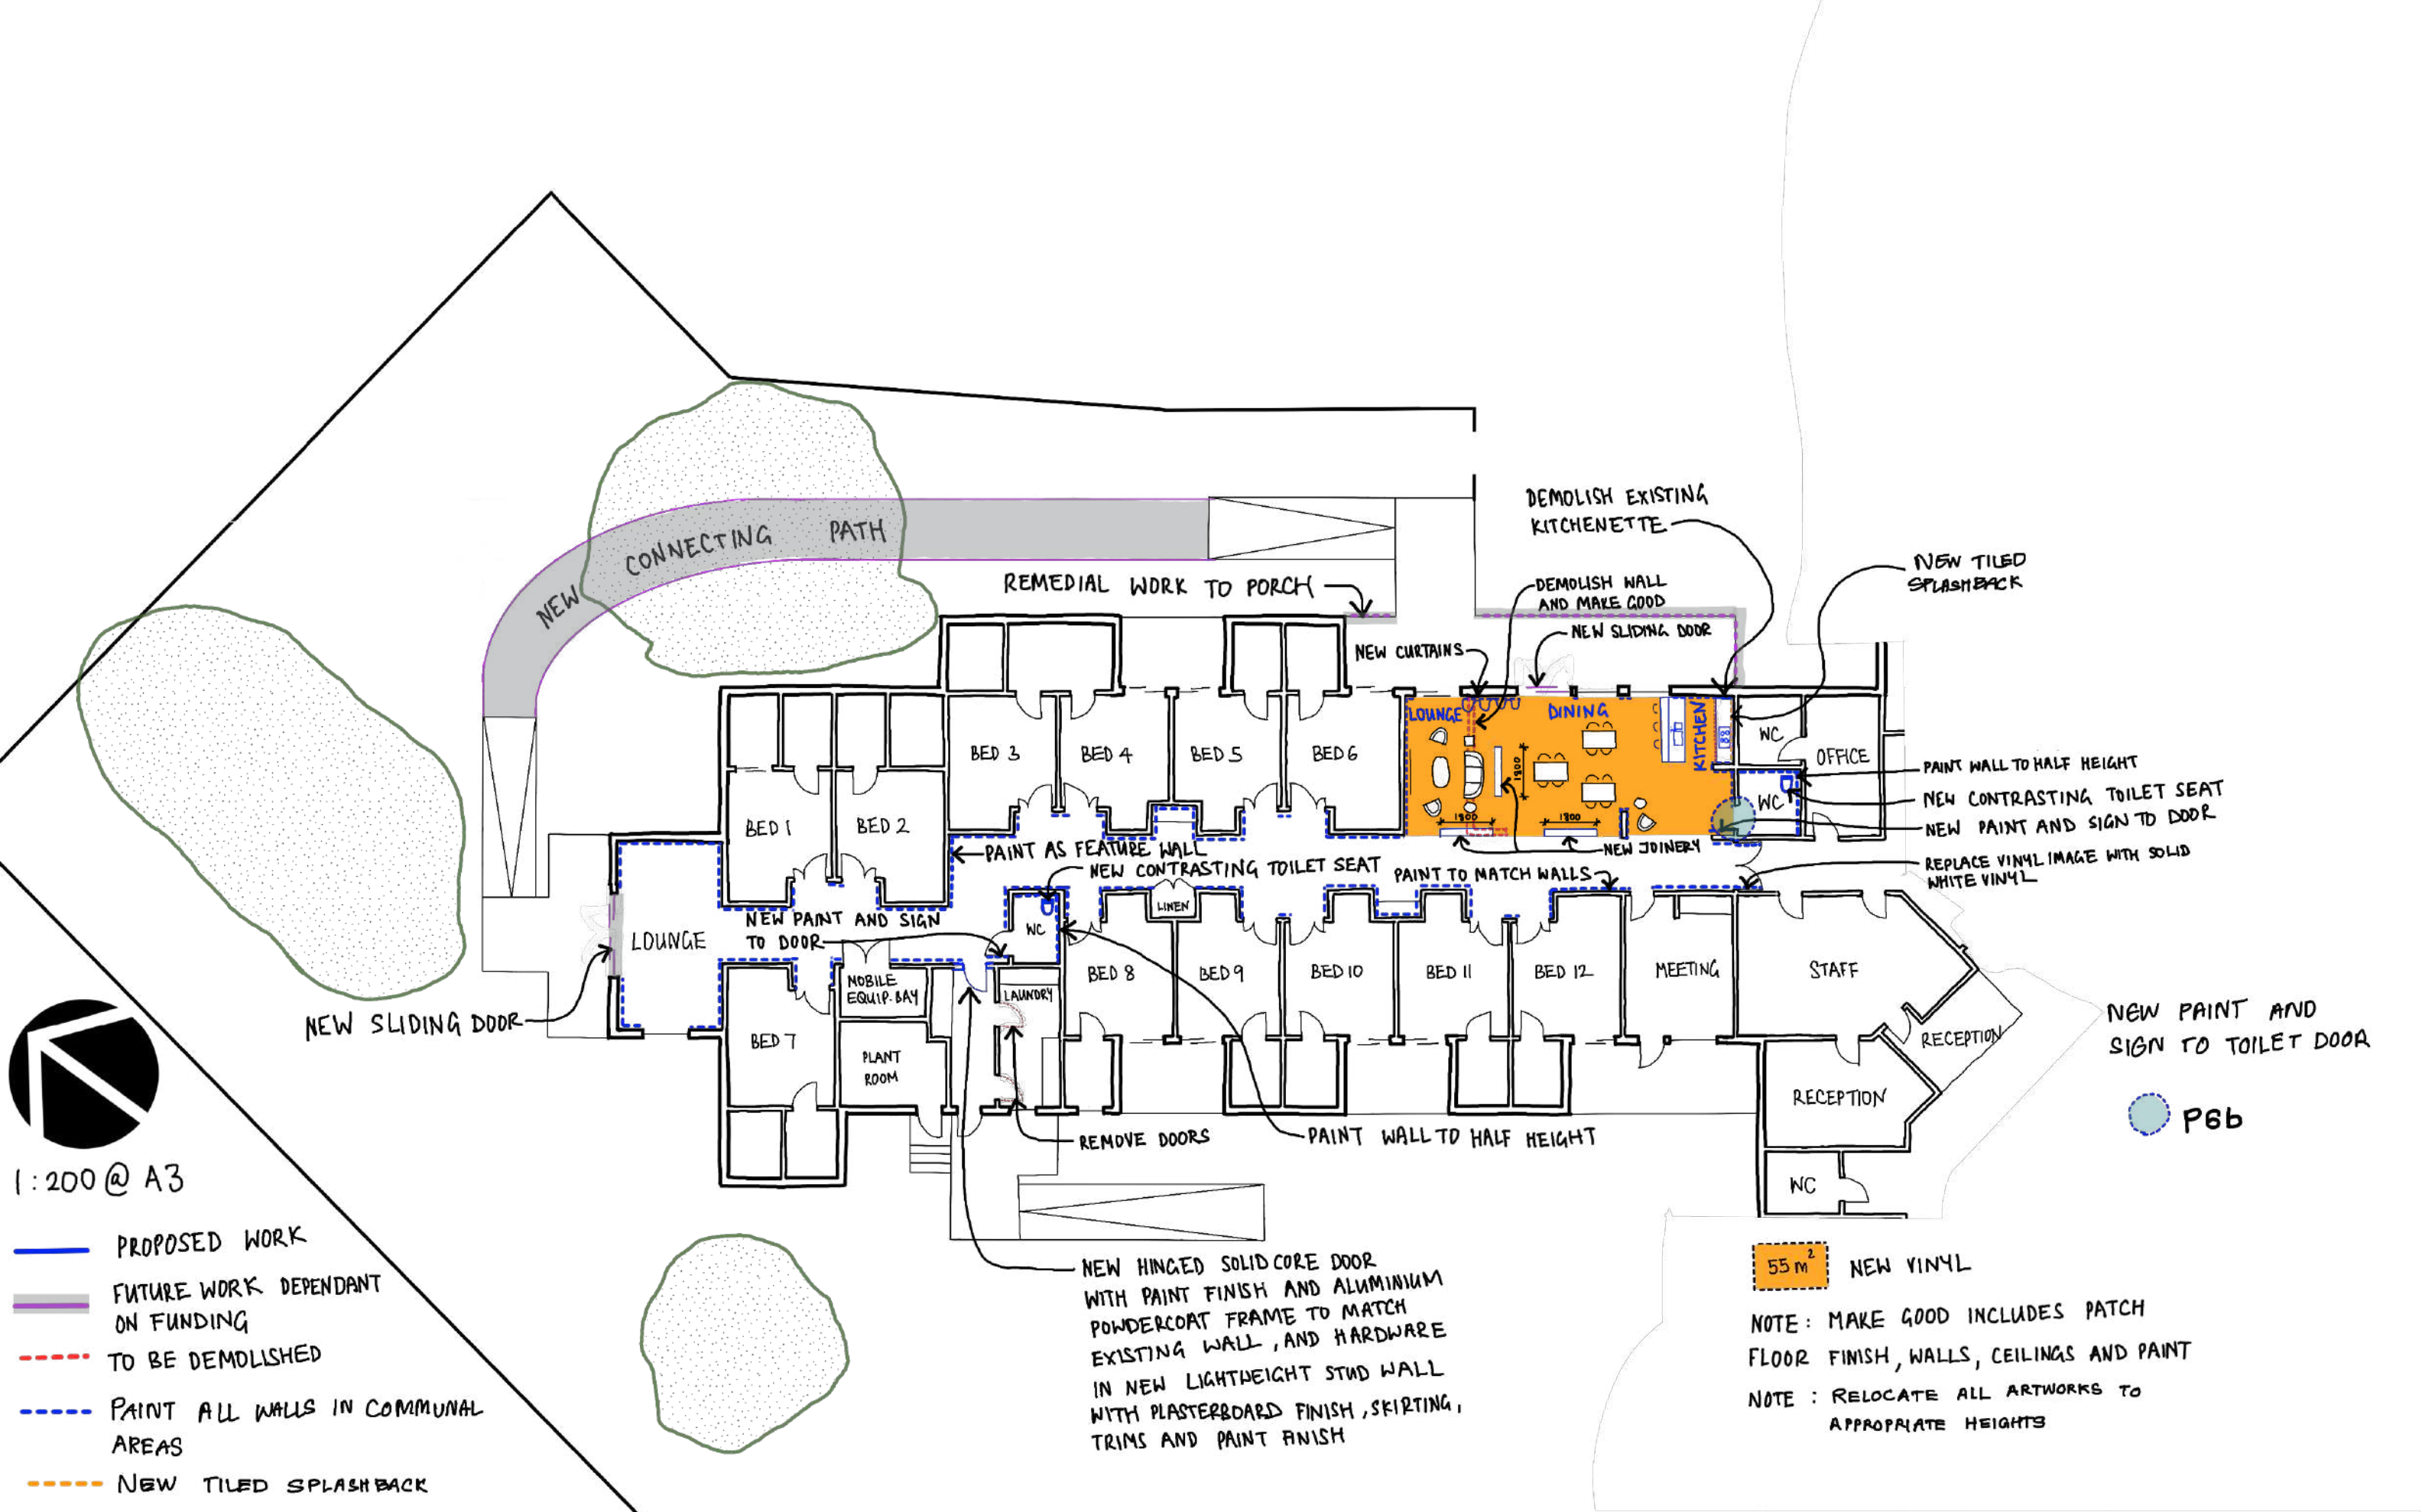 NEW CONNECTING PATH
DEMOLISH EXISTING
KITCHENETTE
NEW TILED
SPLASHBACK
REMEDIAL WORK TO PORCH
DEMOLISH WALL
AND MAKE GOOD
NEW SLIDING DOOR
NEW CURTAINS
LOUNGE
DINING
KITCHEN
WC
OFFICE
BED 3
BED 4
BED 5
BED 6
1800
1800
1800
PAINT WALL TO HALF HEIGHT
NEW CONTRASTING TOILET SEAT
NEW PAINT AND SIGN TO DOOR
WC
BED 1
BED 2
PAINT AS FEATURE WALL
NEW JOINERY
REPLACE VINYL IMAGE WITH SOLID
WHITE VINYL
NEW CONTRASTING TOILET SEAT
PAINT TO MATCH WALLS
NEW PAINT AND SIGN
TO DOOR
LINEN
WC
LOUNGE
MOBILE
EQUIP. BAY
LAUNDRY
BED 8
BED 9
BED 10
BED 11
BED 12
MEETING
STAFF
NEW SLIDING DOOR
BED 7
PLANT
ROOM
RECEPTION
NEW PAINT AND
SIGN TO TOILET DOOR
RECEPTION
P6b
REMOVE DOORS
PAINT WALL TO HALF HEIGHT
WC
1:200 @ A3
PROPOSED WORK
FUTURE WORK DEPENDANT
ON FUNDING
TO BE DEMOLISHED
PAINT ALL WALLS IN COMMUNAL
AREAS
NEW TILED SPLASHBACK
NEW HINGED SOLID CORE DOOR
WITH PAINT FINISH AND ALUMINIUM
POWDERCOAT FRAME TO MATCH
EXISTING WALL, AND HARDWARE
IN NEW LIGHTWEIGHT STUD WALL
WITH PLASTERBOARD FINISH, SKIRTING,
TRIMS AND PAINT FINISH
55 m² NEW VINYL
NOTE: MAKE GOOD INCLUDES PATCH
FLOOR FINISH, WALLS, CEILINGS AND PAINT
NOTE: RELOCATE ALL ARTWORKS TO
APPROPRIATE HEIGHTS